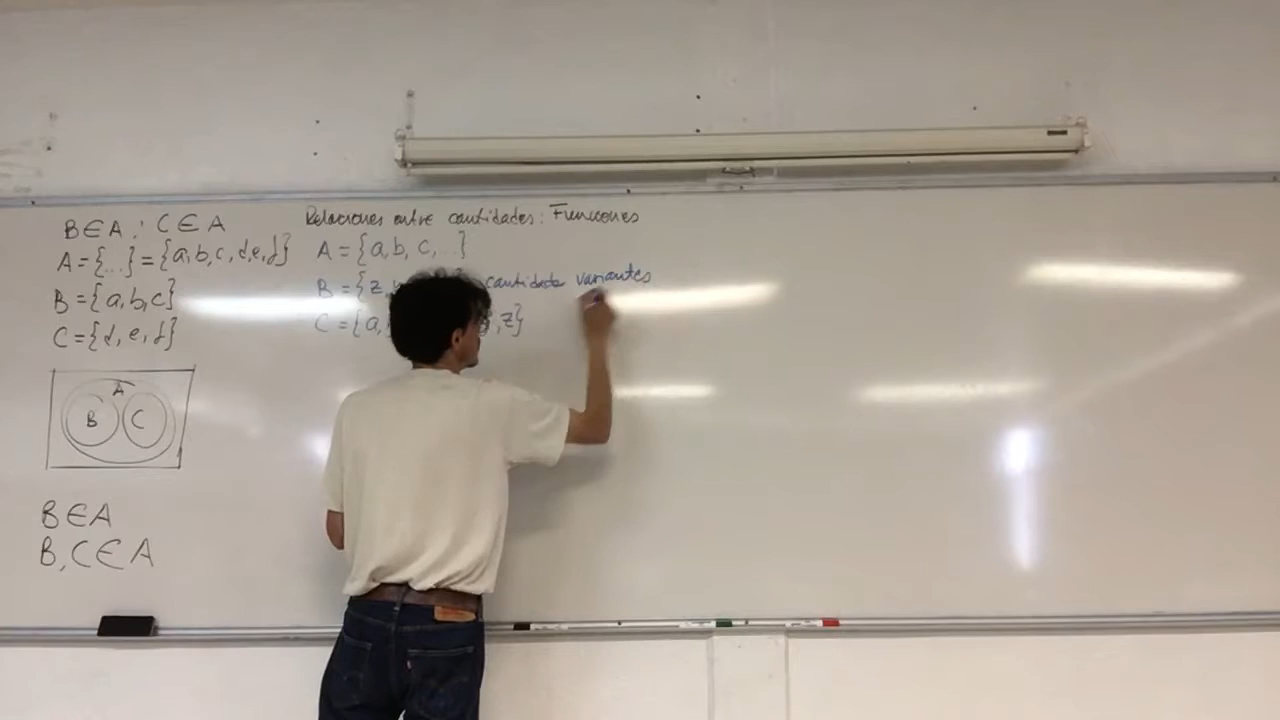 B∈A; C∈A
A={...}={a,b,c,d,e,f}
B={a,b,c}
C={d,e,f}
A
B C
B∈A
B,C∈A
Relaciones entre cantidades: Funciones
A={a,b,c,...}
B={z, cantidades variantes
C={a, ,z}